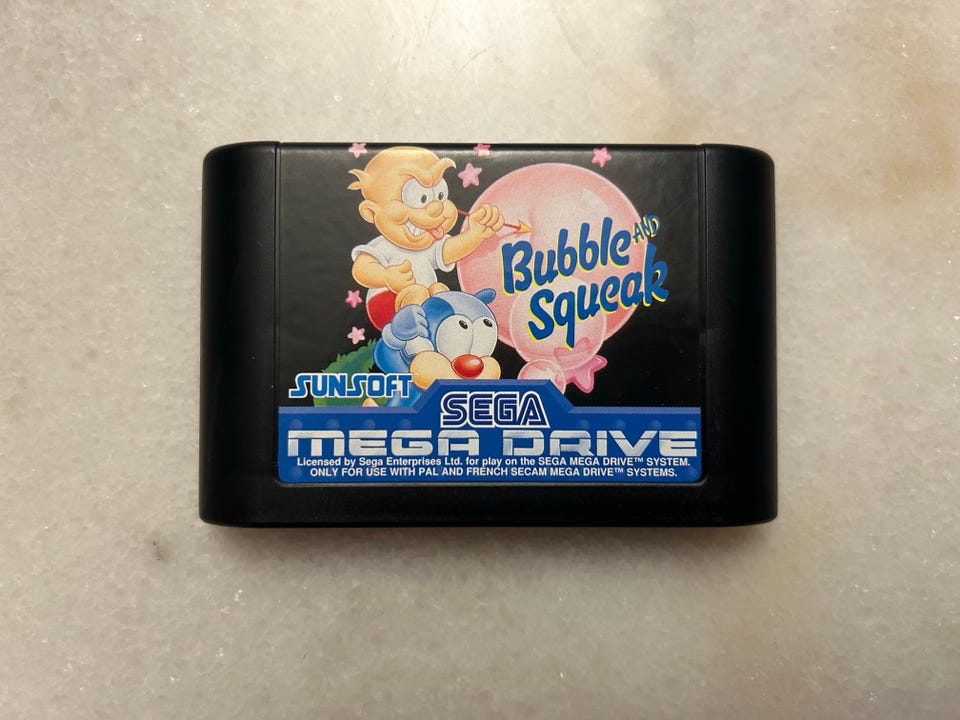 Bubble AND
Squeak
SUNSOFT
SEGA
MEGA DRIVE
Licensed by Sega Enterprises Ltd. for play on the SEGA MEGA DRIVE™ SYSTEM.
ONLY FOR USE WITH PAL AND FRENCH SECAM MEGA DRIVE™ SYSTEMS.